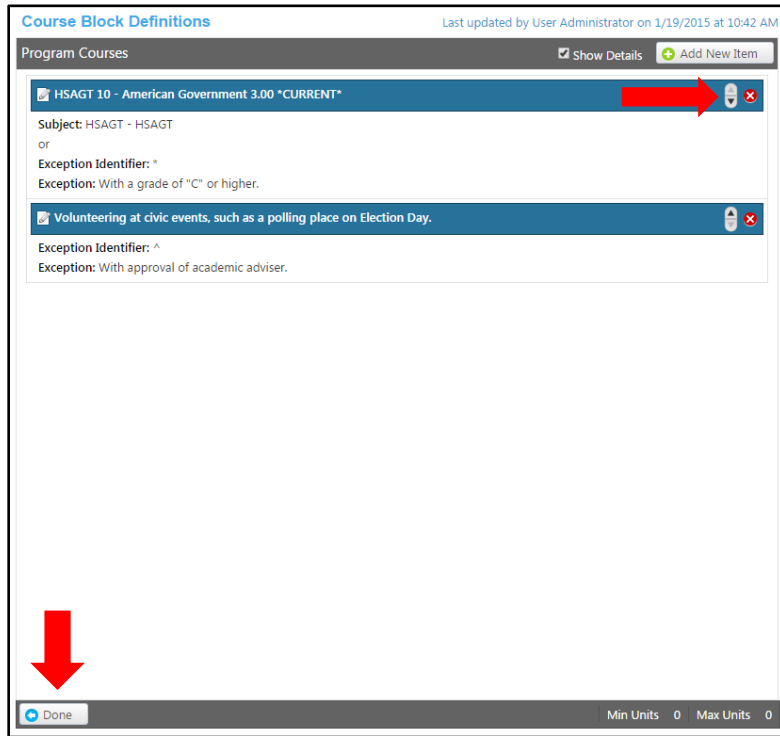 Course Block Definitions
Last updated by User Administrator on 1/19/2015 at 10:42 AM
Program Courses
Show Details
Add New Item
HSAGT 10 - American Government 3.00 *CURRENT*
Subject: HSAGT - HSAGT
or
Exception Identifier: *
Exception: With a grade of "C" or higher.
Volunteering at civic events, such as a polling place on Election Day.
Exception Identifier: ^
Exception: With approval of academic adviser.
Done
Min Units 0 Max Units 0